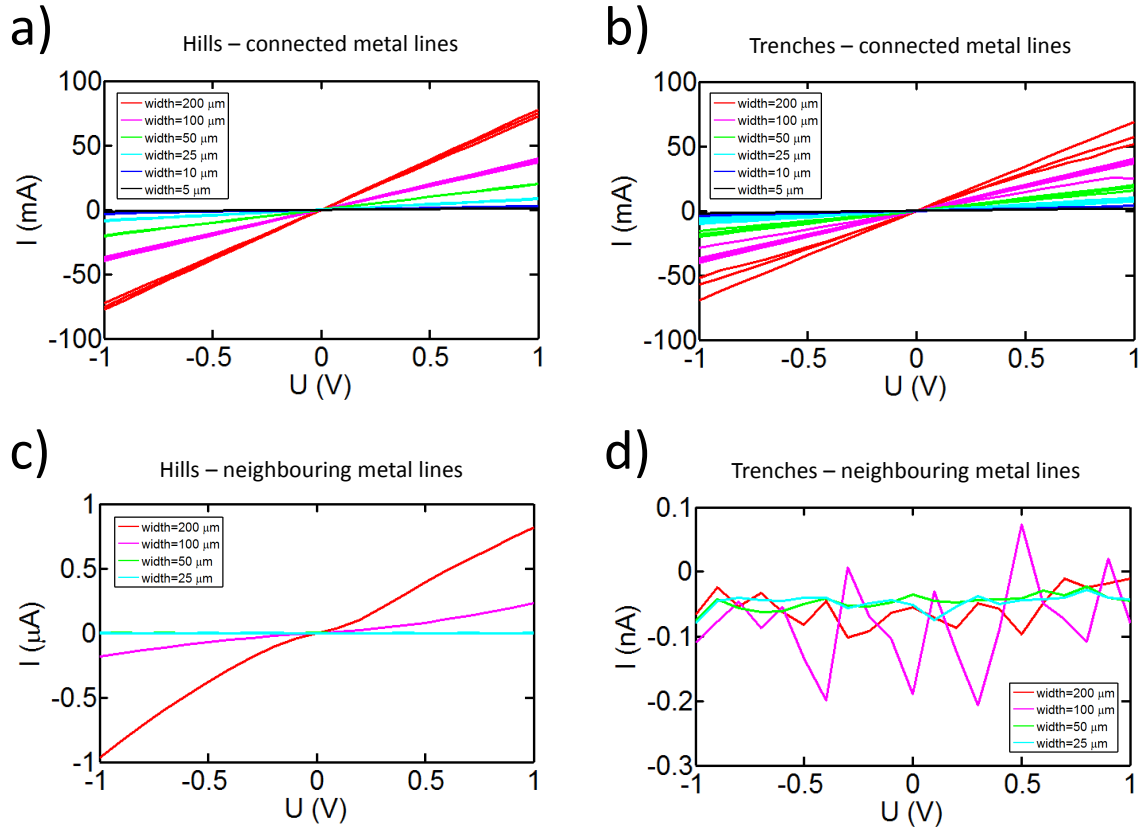 a)
Hills – connected metal lines
100
50
0
-50
-100
I (mA)
width=200 μm
width=100 μm
width=50 μm
width=25 μm
width=10 μm
width=5 μm
-1 -0.5 0 0.5 1
U (V)
b)
Trenches – connected metal lines
100
50
0
-50
-100
I (mA)
width=200 μm
width=100 μm
width=50 μm
width=25 μm
width=10 μm
width=5 μm
-1 -0.5 0 0.5 1
U (V)
c)
Hills – neighbouring metal lines
1
0.5
0
-0.5
-1
I (μA)
width=200 μm
width=100 μm
width=50 μm
width=25 μm
-1 -0.5 0 0.5 1
U (V)
d)
Trenches – neighbouring metal lines
0.1
0
-0.1
-0.2
-0.3
I (nA)
width=200 μm
width=100 μm
width=50 μm
width=25 μm
-1 -0.5 0 0.5 1
U (V)